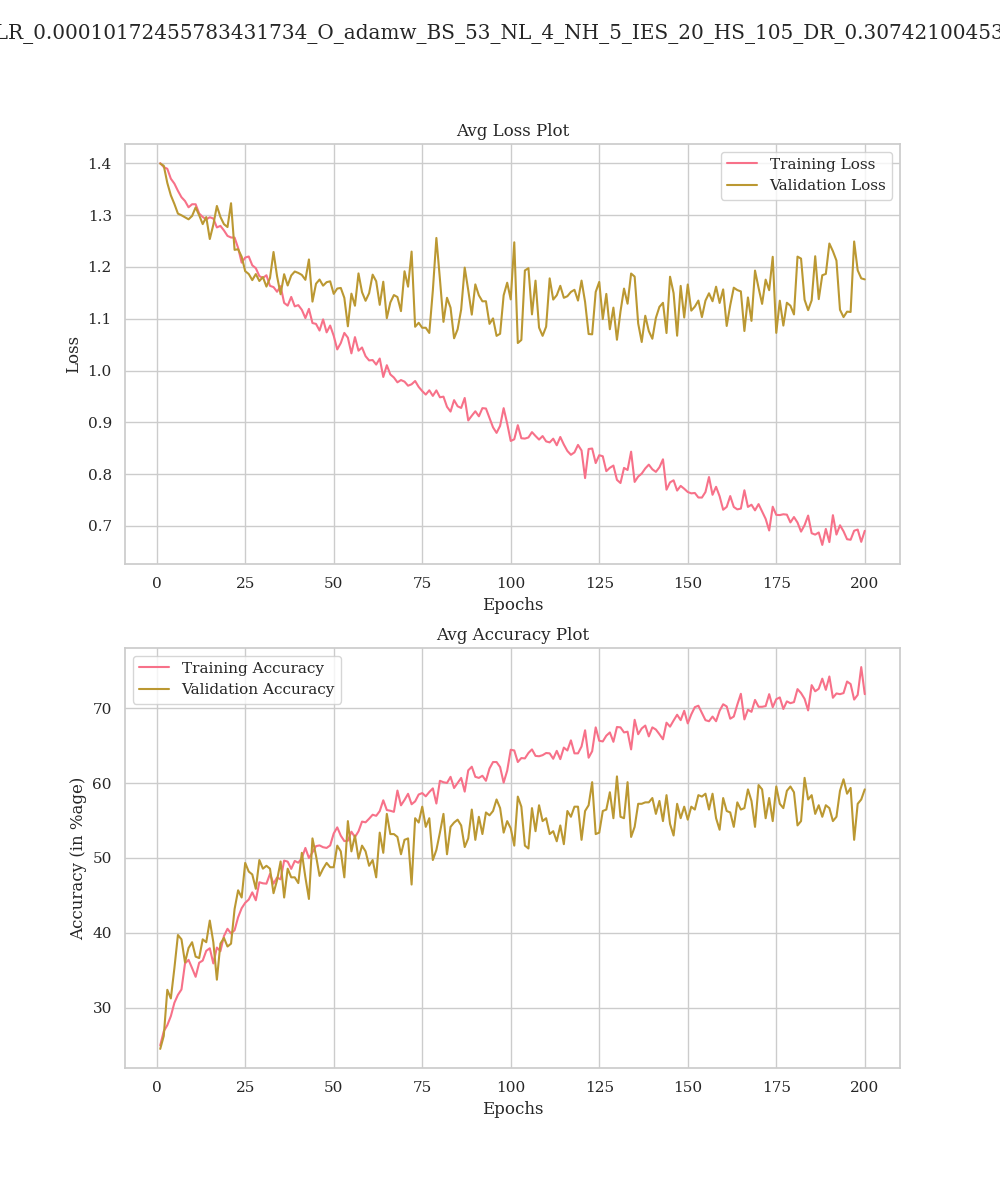 LR_0.00010172455783431734_O_adamw_BS_53_NL_4_NH_5_IES_20_HS_105_DR_0.30742100453
Avg Loss Plot
Training Loss
Validation Loss
1.4
1.3
1.2
1.1
1.0
0.9
0.8
0.7
Loss
0 25 50 75 100 125 150 175 200
Epochs
Avg Accuracy Plot
Training Accuracy
Validation Accuracy
70
60
50
40
30
Accuracy (in %age)
0 25 50 75 100 125 150 175 200
Epochs